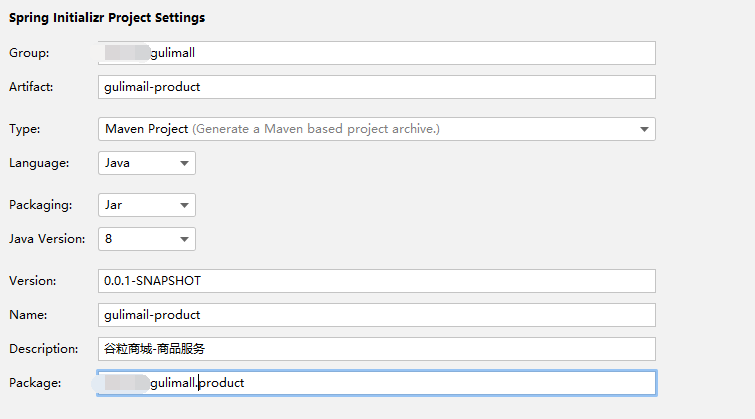 Spring Initializr Project Settings
Group: gulimall
Artifact: gulimail-product
Type: Maven Project (Generate a Maven based project archive.)
Language: Java
Packaging: Jar
Java Version: 8
Version: 0.0.1-SNAPSHOT
Name: gulimail-product
Description: 谷粒商城-商品服务
Package: gulimall.product